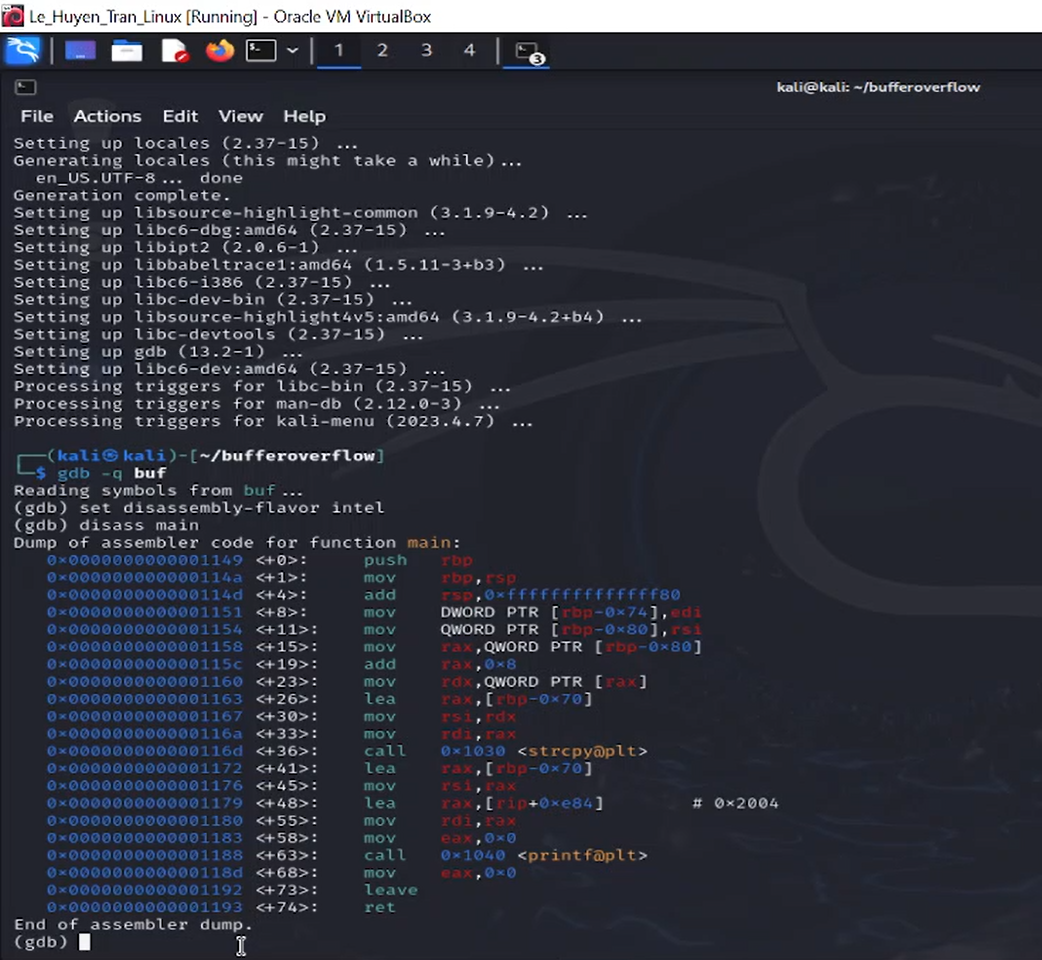 Le_Huyen_Tran_Linux [Running] - Oracle VM VirtualBox
1 2 3 4 3
kali@kali: ~/bufferoverflow
File Actions Edit View Help
Setting up locales (2.37-15) ...
Generating locales (this might take a while)...
  en_US.UTF-8... done
Generation complete.
Setting up libsource-highlight-common (3.1.9-4.2) ...
Setting up libc6-dbg:amd64 (2.37-15) ...
Setting up libipt2 (2.0.6-1) ...
Setting up libbabeltrace1:amd64 (1.5.11-3+b3) ...
Setting up libc6-i386 (2.37-15) ...
Setting up libc-dev-bin (2.37-15) ...
Setting up libsource-highlight4v5:amd64 (3.1.9-4.2+b4) ...
Setting up libc-devtools (2.37-15) ...
Setting up gdb (13.2-1) ...
Setting up libc6-dev:amd64 (2.37-15) ...
Processing triggers for libc-bin (2.37-15) ...
Processing triggers for man-db (2.12.0-3) ...
Processing triggers for kali-menu (2023.4.7) ...
┌──(kali㉿kali)-[~/bufferoverflow]
└─$ gdb -q buf
Reading symbols from buf...
(gdb) set disassembly-flavor intel
(gdb) disass main
Dump of assembler code for function main:
   0x0000000000001149 <+0>:     push   rbp
   0x000000000000114a <+1>:     mov    rbp,rsp
   0x000000000000114d <+4>:     add    rsp,0xffffffffffffff80
   0x0000000000001151 <+8>:     mov    DWORD PTR [rbp-0x74],edi
   0x0000000000001154 <+11>:    mov    QWORD PTR [rbp-0x80],rsi
   0x0000000000001158 <+15>:    mov    rax,QWORD PTR [rbp-0x80]
   0x000000000000115c <+19>:    add    rax,0x8
   0x0000000000001160 <+23>:    mov    rdx,QWORD PTR [rax]
   0x0000000000001163 <+26>:    lea    rax,[rbp-0x70]
   0x0000000000001167 <+30>:    mov    rsi,rdx
   0x000000000000116a <+33>:    mov    rdi,rax
   0x000000000000116d <+36>:    call   0x1030 <strcpy@plt>
   0x0000000000001172 <+41>:    lea    rax,[rbp-0x70]
   0x0000000000001176 <+45>:    mov    rsi,rax
   0x0000000000001179 <+48>:    lea    rax,[rip+0xe84]        # 0x2004
   0x0000000000001180 <+55>:    mov    rdi,rax
   0x0000000000001183 <+58>:    mov    eax,0x0
   0x0000000000001188 <+63>:    call   0x1040 <printf@plt>
   0x000000000000118d <+68>:    mov    eax,0x0
   0x0000000000001192 <+73>:    leave
   0x0000000000001193 <+74>:    ret
End of assembler dump.
(gdb)